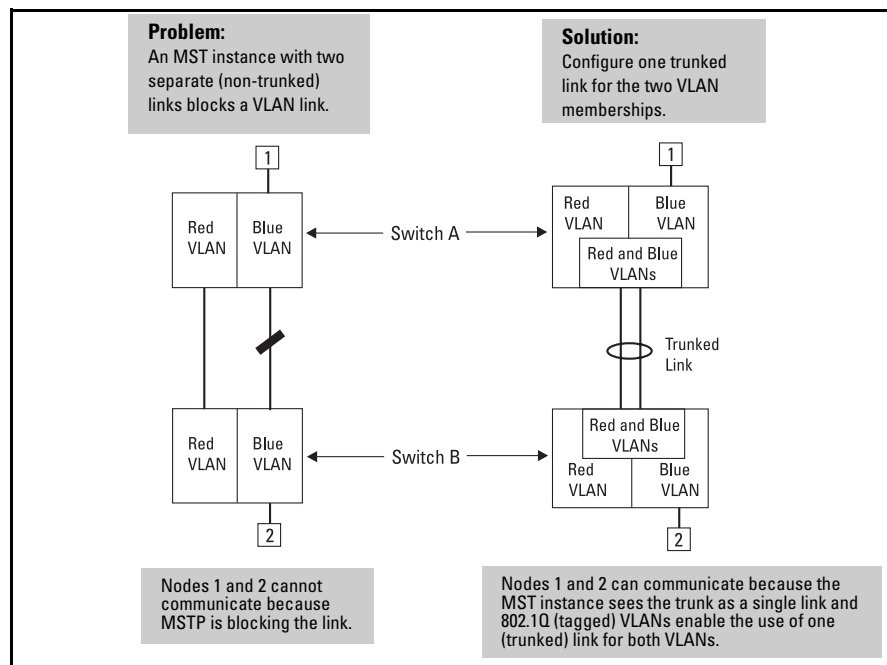 Problem:
An MST instance with two
separate (non-trunked)
links blocks a VLAN link.
Solution:
Configure one trunked
link for the two VLAN
memberships.
1
1
Red
VLAN
Blue
VLAN
Switch A
Red
VLAN
Blue
VLAN
Red and Blue
VLANs
Trunked
Link
Red
VLAN
Blue
VLAN
Switch B
Red and Blue
VLANs
Red
VLAN
Blue
VLAN
2
2
Nodes 1 and 2 cannot
communicate because
MSTP is blocking the link.
Nodes 1 and 2 can communicate because the
MST instance sees the trunk as a single link and
802.1Q (tagged) VLANs enable the use of one
(trunked) link for both VLANs.